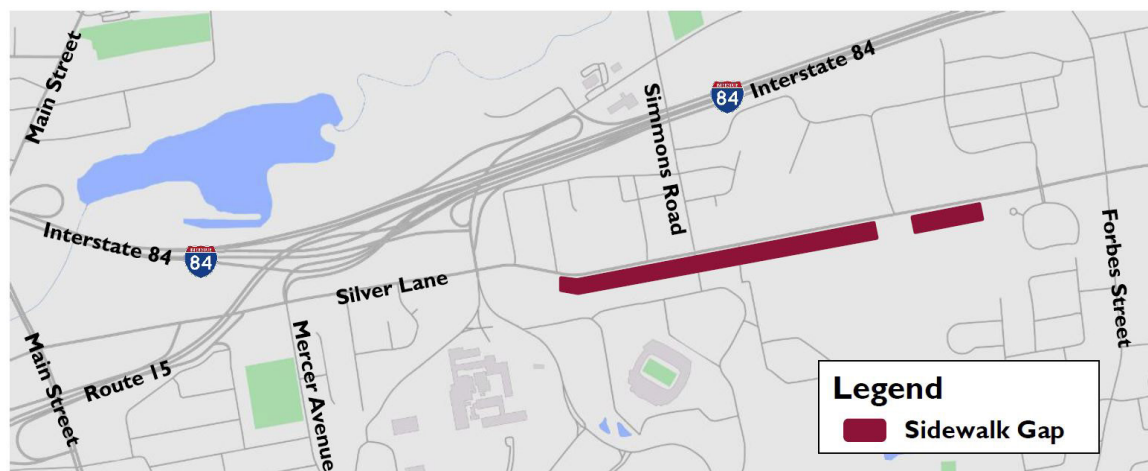 Main Street
Simmons Road
84
Interstate 84
Interstate 84
84
Silver Lane
Forbes Street
Main Street
Route 15
Mercer Avenue
Legend
Sidewalk Gap